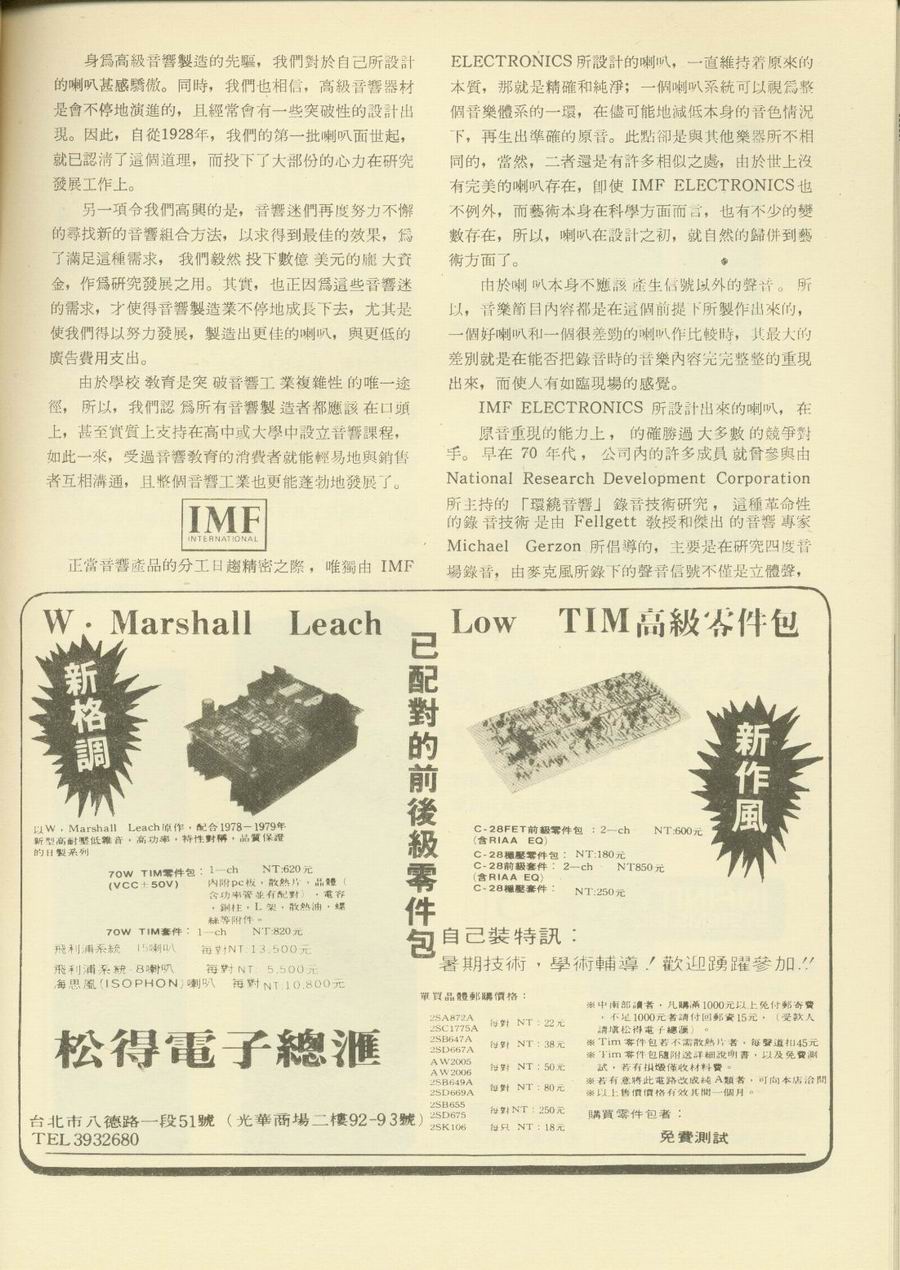 身爲高級音響製造的先驅，我們對於自己所設計
的喇叭甚感驕傲。同時，我們也相信，高級音響器材
是會不停地演進的，且經常會有一些突破性的設計出
現。因此，自從1928年，我們的第一批喇叭面世起，
就已認淸了這個道理，而投下了大部份的心力在研究
發展工作上。
另一項令我們高興的是，音響迷們再度努力不懈
的尋找新的音響組合方法，以求得到最佳的效果，爲
了滿足這種需求，我們毅然投下數億美元的龐大資
金，作爲研究發展之用。其實，也正因爲這些音響迷
的需求，才使得音響製造業不停地成長下去，尤其是
使我們得以努力發展，製造出更佳的喇叭，與更低的
廣告費用支出。
由於學校敎育是突破音響工業複雜性的唯一途
徑，所以，我們認爲所有音響製造者都應該在口頭
上，甚至實質上支持在高中或大學中設立音響課程，
如此一來，受過音響敎育的消費者就能輕易地與銷售
者互相溝通，且整個音響工業也更能蓬勃地發展了。
IMF
INTERNATIONAL
正當音響產品的分工日趨精密之際，唯獨由 IMF
ELECTRONICS 所設計的喇叭，一直維持着原來的
本質，那就是精確和純淨；一個喇叭系統可以視爲整
個音樂體系的一環，在儘可能地減低本身的音色情況
下，再生出準確的原音。此點卻是與其他樂器所不相
同的，當然，二者還是有許多相似之處，由於世上沒
有完美的喇叭存在，卽使 IMF ELECTRONICS 也
不例外，而藝術本身在科學方面而言，也有不少的變
數存在，所以，喇叭在設計之初，就自然的歸併到藝
術方面了。
由於喇叭本身不應該產生信號以外的聲音。所
以，音樂節目內容都是在這個前提下所製作出來的，
一個好喇叭和一個很差勁的喇叭作比較時，其最大的
差別就是在能否把錄音時的音樂內容完完整整的重現
出來，而使人有如臨現場的感覺。
IMF ELECTRONICS 所設計出來的喇叭，在
原音重現的能力上，的確勝過大多數的競爭對
手。早在 70 年代，公司內的許多成員就曾參與由
National Research Development Corporation
所主持的「環繞音響」錄音技術研究，這種革命性
的錄音技術是由 Fellgett 敎授和傑出的音響專家
Michael Gerzon 所倡導的，主要是在研究四度音
場錄音，由麥克風所錄下的聲音信號不僅是立體聲，
W．Marshall Leach Low TIM高級零件包
已配對的前後級零件包
新格調
新作風
以W．Marshall Leach原作，配合1978－1979年
新型高耐壓低雜音，高功率，特性對稱，品質保證
的日製系列
70W TIM零件包：1—ch NT:620元
(VCC±50V) 內附pc板，散熱片，晶體（
含功率管並有配對），電容
，銅柱，L 架，散熱油，螺
絲等附件。
70W TIM套件：1—ch NT:820元
飛利浦系統 15喇叭 每對NT:13,500元
飛利浦系統－8喇叭 每對NT: 5,500元
海思風(ISOPHON)喇叭 每對NT:10,800元
松得電子總滙
台北市八德路一段51號（光華商場二樓92-93號）
TEL 3932680
C-28FET前級零件包：2—ch NT:600元
(含RIAA EQ)
C-28穩壓零件包：NT:180元
C-28前級套件：2—ch NT850元
(含RIAA EQ)
C-28穩壓套件：NT:250元
自己裝特訊：
暑期技術，學術輔導！歡迎踴躍參加!!
單買晶體郵購價格：
2SA872A
2SC1775A 每對 NT：22元
2SB647A
2SD667A 每對 NT：38元
AW2005
AW2006 每對 NT：50元
2SB649A
2SD669A 每對 NT：80元
2SB655
2SD675 每對NT：250元
2SK106 每只 NT：18元
※中南部讀者，凡購滿1000元以上免付郵寄費
，不足1000元者請付回郵資15元，（受款人
請填松得電子總滙）。
※Tim零件包若不需散熱片者，每聲道扣45元
※Tim零件包隨附送詳細說明書，以及免費測
試，若有損燬僅收材料費。
※若有意將此電路改成純A類者，可向本店洽問
※以上售價價格有效其間一個月。
購買零件包者：
免費測試